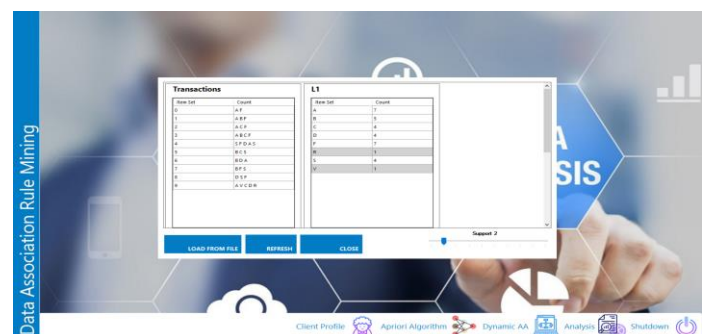 Data Association Rule Mining
Transactions
Item Set Count
0 A F
1 A B F
2 A C F
3 A B C F
4 S F D A S
5 B C S
6 B D A
7 B F S
8 D S F
9 A V C D R
L1
Item Set Count
A 7
B 5
C 4
D 4
F 7
R 1
S 4
V 1
Support 2
LOAD FROM FILE REFRESH CLOSE
A
SIS
Client Profile Apriori Algorithm Dynamic AA Analysis Shutdown